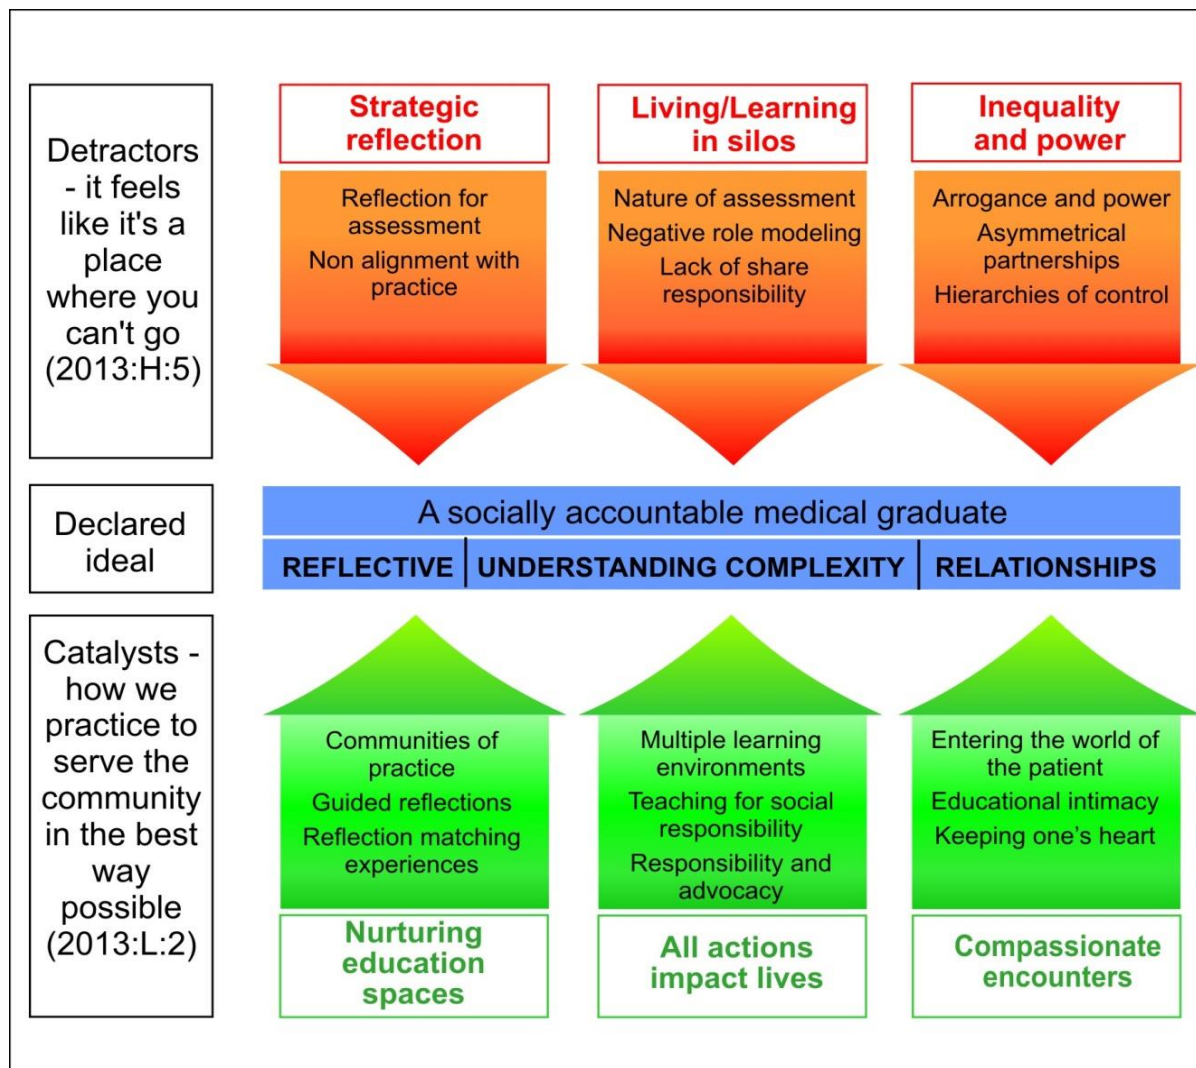 Detractors
- it feels
like it's a
place
where you
can't go
(2013:H:5)
Strategic
reflection
Reflection for
assessment
Non alignment with
practice
Living/Learning
in silos
Nature of assessment
Negative role modeling
Lack of share
responsibility
Inequality
and power
Arrogance and power
Asymmetrical
partnerships
Hierarchies of control
Declared
ideal
A socially accountable medical graduate
REFLECTIVE | UNDERSTANDING COMPLEXITY | RELATIONSHIPS
Catalysts -
how we
practice to
serve the
community
in the best
way
possible
(2013:L:2)
Communities of
practice
Guided reflections
Reflection matching
experiences
Nurturing
education
spaces
Multiple learning
environments
Teaching for social
responsibility
Responsibility and
advocacy
All actions
impact lives
Entering the world of
the patient
Educational intimacy
Keeping one’s heart
Compassionate
encounters